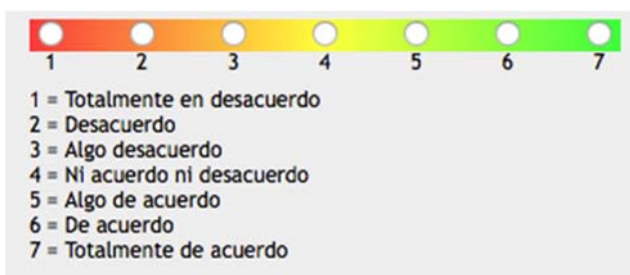 1 2 3 4 5 6 7
1 = Totalmente en desacuerdo
2 = Desacuerdo
3 = Algo desacuerdo
4 = Ni acuerdo ni desacuerdo
5 = Algo de acuerdo
6 = De acuerdo
7 = Totalmente de acuerdo